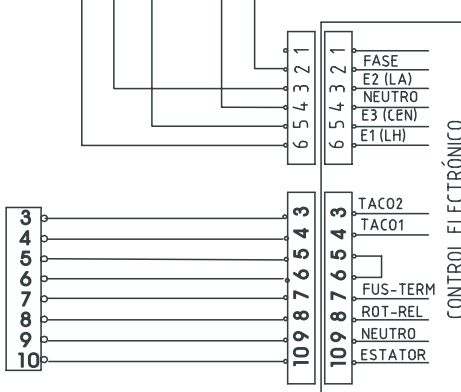 1 1
2 2 FASE
3 3 E2 (LA)
4 4 NEUTRO
5 5 E3 (CEN)
6 6 E1 (LH)
CONTROL ELECTRÓNICO
3 3 3 TACO2
4 4 4 TACO1
5 5 5
6 6 6
7 7 7 FUS-TERM
8 8 8 ROT-REL
9 9 9 NEUTRO
10 10 10 ESTATOR